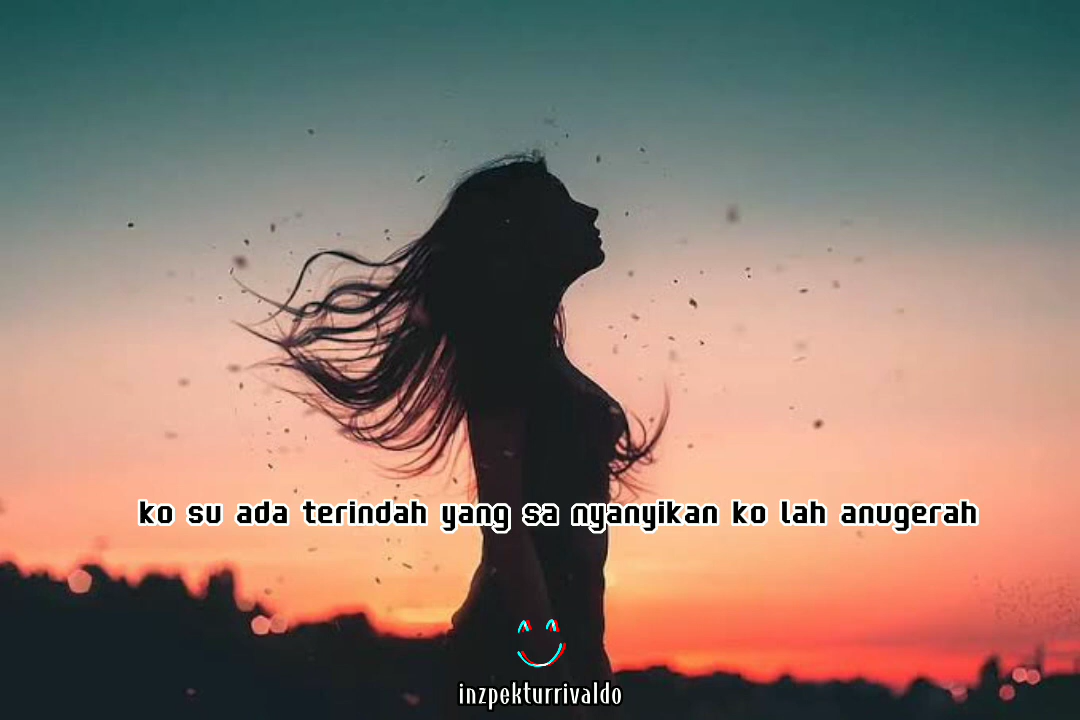 ko su ada terindah yang sa nyanyikan ko lah anugerah
inzpekturrivaldo